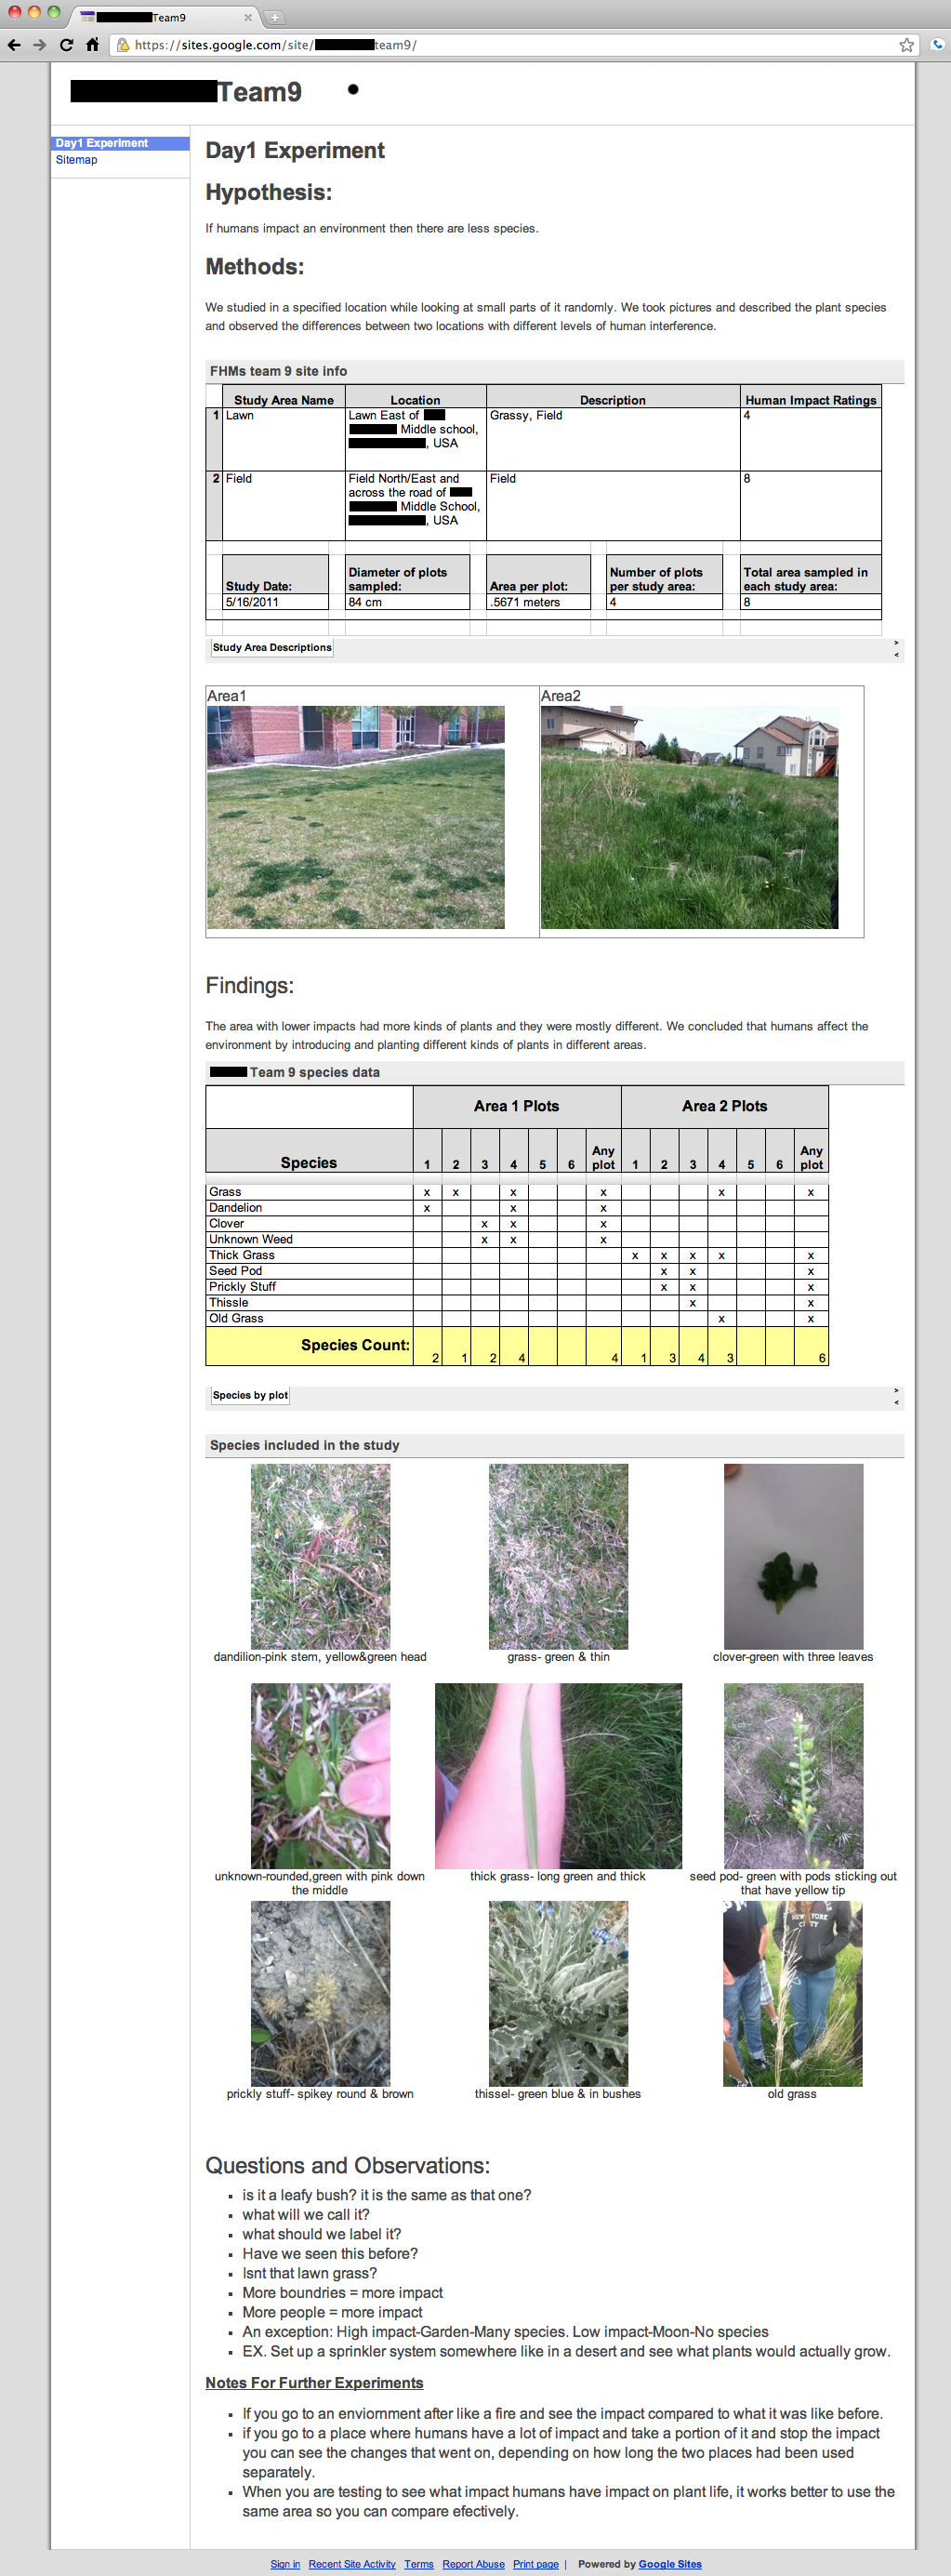 Team9
https://sites.google.com/site/ team9/
Team9
Day1 Experiment
Sitemap
Day1 Experiment
Hypothesis:
If humans impact an environment then there are less species.
Methods:
We studied in a specified location while looking at small parts of it randomly. We took pictures and described the plant species
and observed the differences between two locations with different levels of human interference.
FHMs team 9 site info
Study Area Name Location Description Human Impact Ratings
1 Lawn Lawn East of Grassy, Field 4
Middle school,
, USA
2 Field Field North/East and Field 8
across the road of
Middle School,
, USA
Study Date: Diameter of plots sampled: Area per plot: Number of plots per study area: Total area sampled in each study area:
5/16/2011 84 cm .5671 meters 4 8
Study Area Descriptions
Area1 Area2
Findings:
The area with lower impacts had more kinds of plants and they were mostly different. We concluded that humans affect the
environment by introducing and planting different kinds of plants in different areas.
Team 9 species data
Area 1 Plots Area 2 Plots
Species 1 2 3 4 5 6 Any plot 1 2 3 4 5 6 Any plot
Grass x x x x x x
Dandelion x x x
Clover x x x
Unknown Weed x x x
Thick Grass x x x x x
Seed Pod x x x
Prickly Stuff x x x
Thissle x x
Old Grass x x
Species Count: 2 1 2 4 4 1 3 4 3 6
Species by plot
Species included in the study
dandilion-pink stem, yellow&green head
grass- green & thin
clover-green with three leaves
unknown-rounded,green with pink down
the middle
thick grass- long green and thick
seed pod- green with pods sticking out
that have yellow tip
NEW YORK
CITY
prickly stuff- spikey round & brown
thissel- green blue & in bushes
old grass
Questions and Observations:
is it a leafy bush? it is the same as that one?
what will we call it?
what should we label it?
Have we seen this before?
Isnt that lawn grass?
More boundries = more impact
More people = more impact
An exception: High impact-Garden-Many species. Low impact-Moon-No species
EX. Set up a sprinkler system somewhere like in a desert and see what plants would actually grow.
Notes For Further Experiments
If you go to an enviornment after like a fire and see the impact compared to what it was like before.
if you go to a place where humans have a lot of impact and take a portion of it and stop the impact
you can see the changes that went on, depending on how long the two places had been used
separately.
When you are testing to see what impact humans have impact on plant life, it works better to use the
same area so you can compare efectively.
Sign in Recent Site Activity Terms Report Abuse Print page | Powered by Google Sites